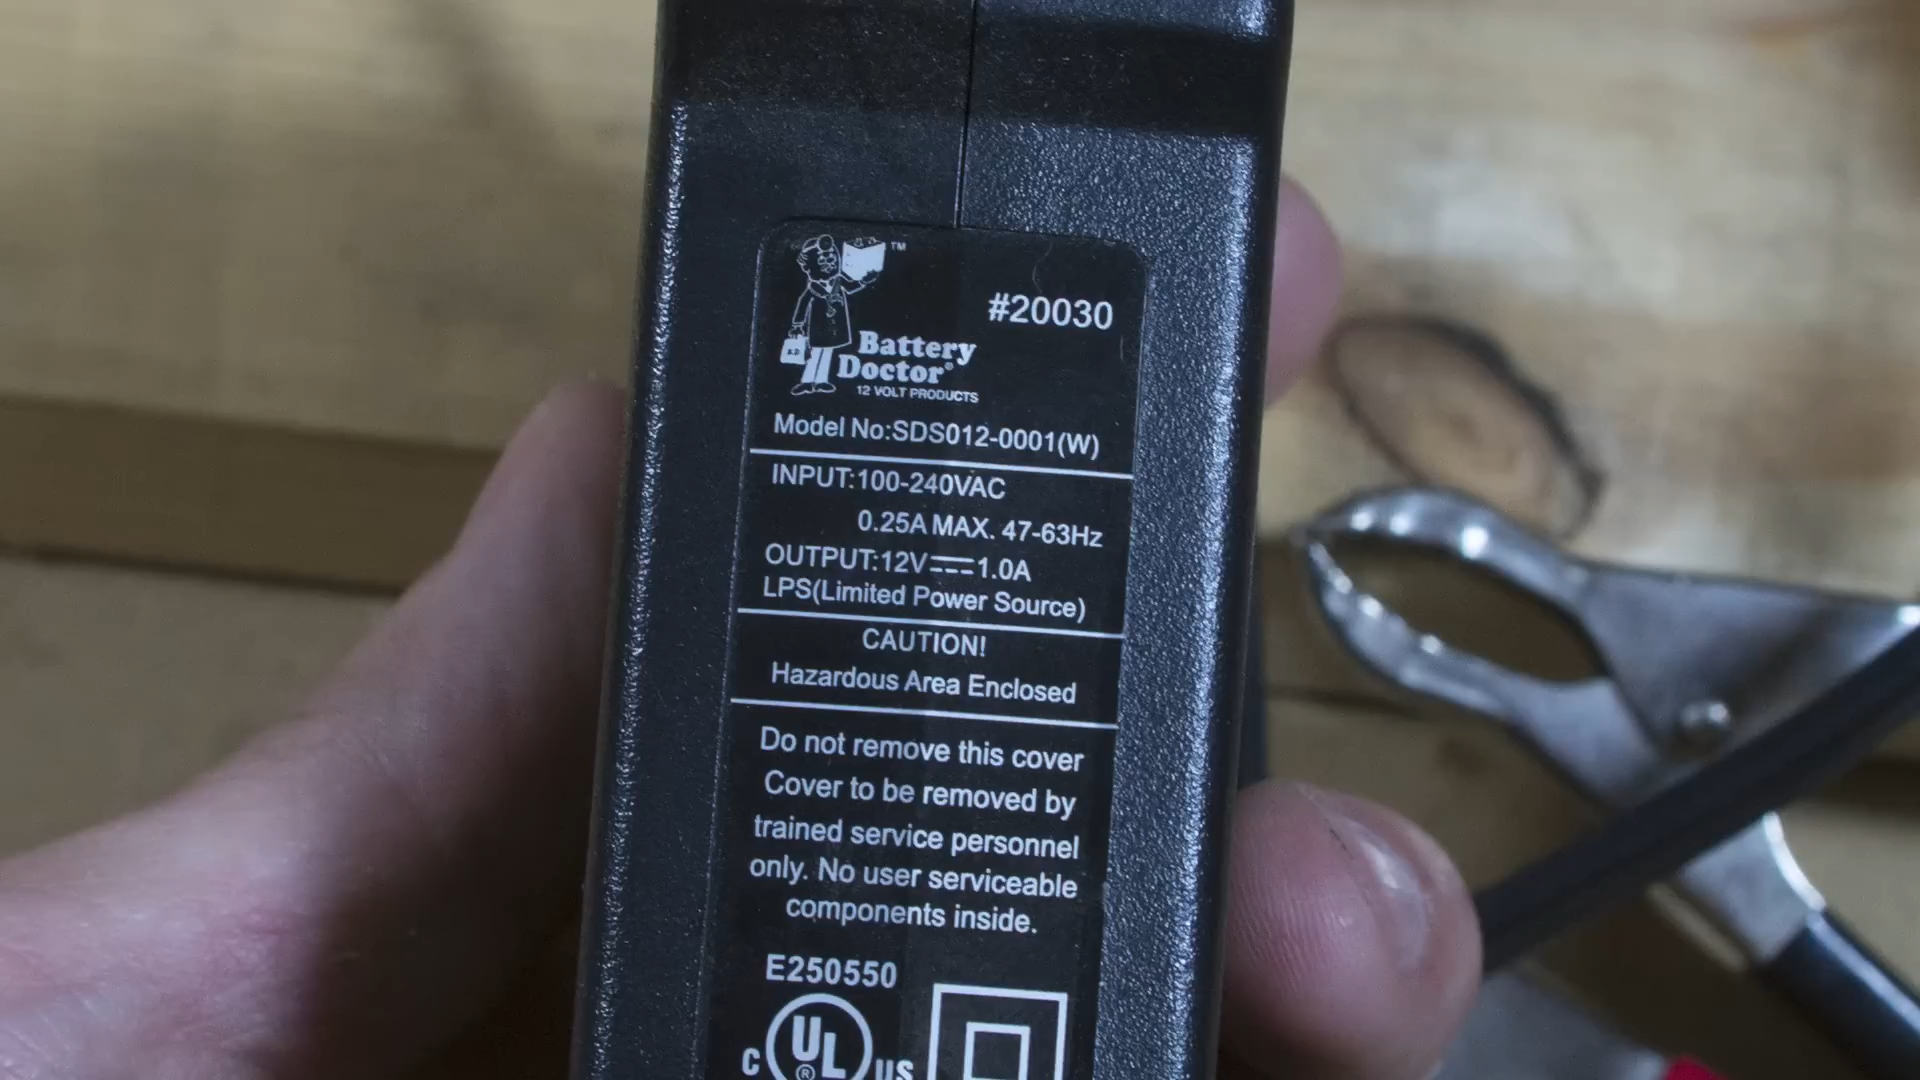 ™
#20030
Battery
Doctor®
12 VOLT PRODUCTS
Model No:SDS012-0001(W)
INPUT:100-240VAC
0.25A MAX. 47-63Hz
OUTPUT:12V⎓1.0A
LPS(Limited Power Source)
CAUTION!
Hazardous Area Enclosed
Do not remove this cover
Cover to be removed by
trained service personnel
only. No user serviceable
components inside.
E250550
C UL® US